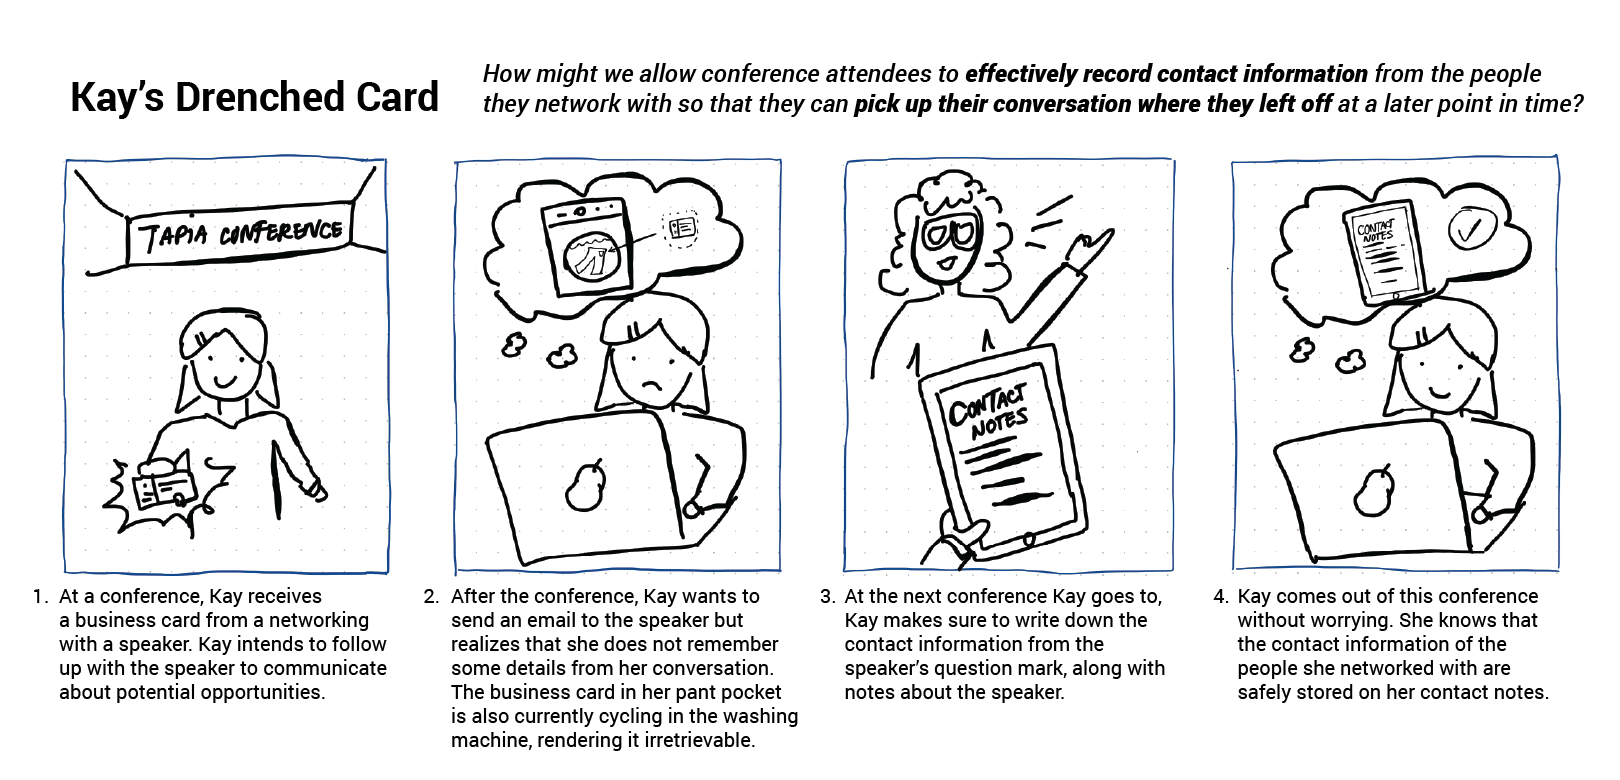 Kay's Drenched Card
How might we allow conference attendees to effectively record contact information from the people
they network with so that they can pick up their conversation where they left off at a later point in time?
TAPIA CONFERENCE
CONTACT
NOTES
CONTACT
NOTES
1. At a conference, Kay receives
a business card from a networking
with a speaker. Kay intends to follow
up with the speaker to communicate
about potential opportunities.
2. After the conference, Kay wants to
send an email to the speaker but
realizes that she does not remember
some details from her conversation.
The business card in her pant pocket
is also currently cycling in the washing
machine, rendering it irretrievable.
3. At the next conference Kay goes to,
Kay makes sure to write down the
contact information from the
speaker's question mark, along with
notes about the speaker.
4. Kay comes out of this conference
without worrying. She knows that
the contact information of the
people she networked with are
safely stored on her contact notes.